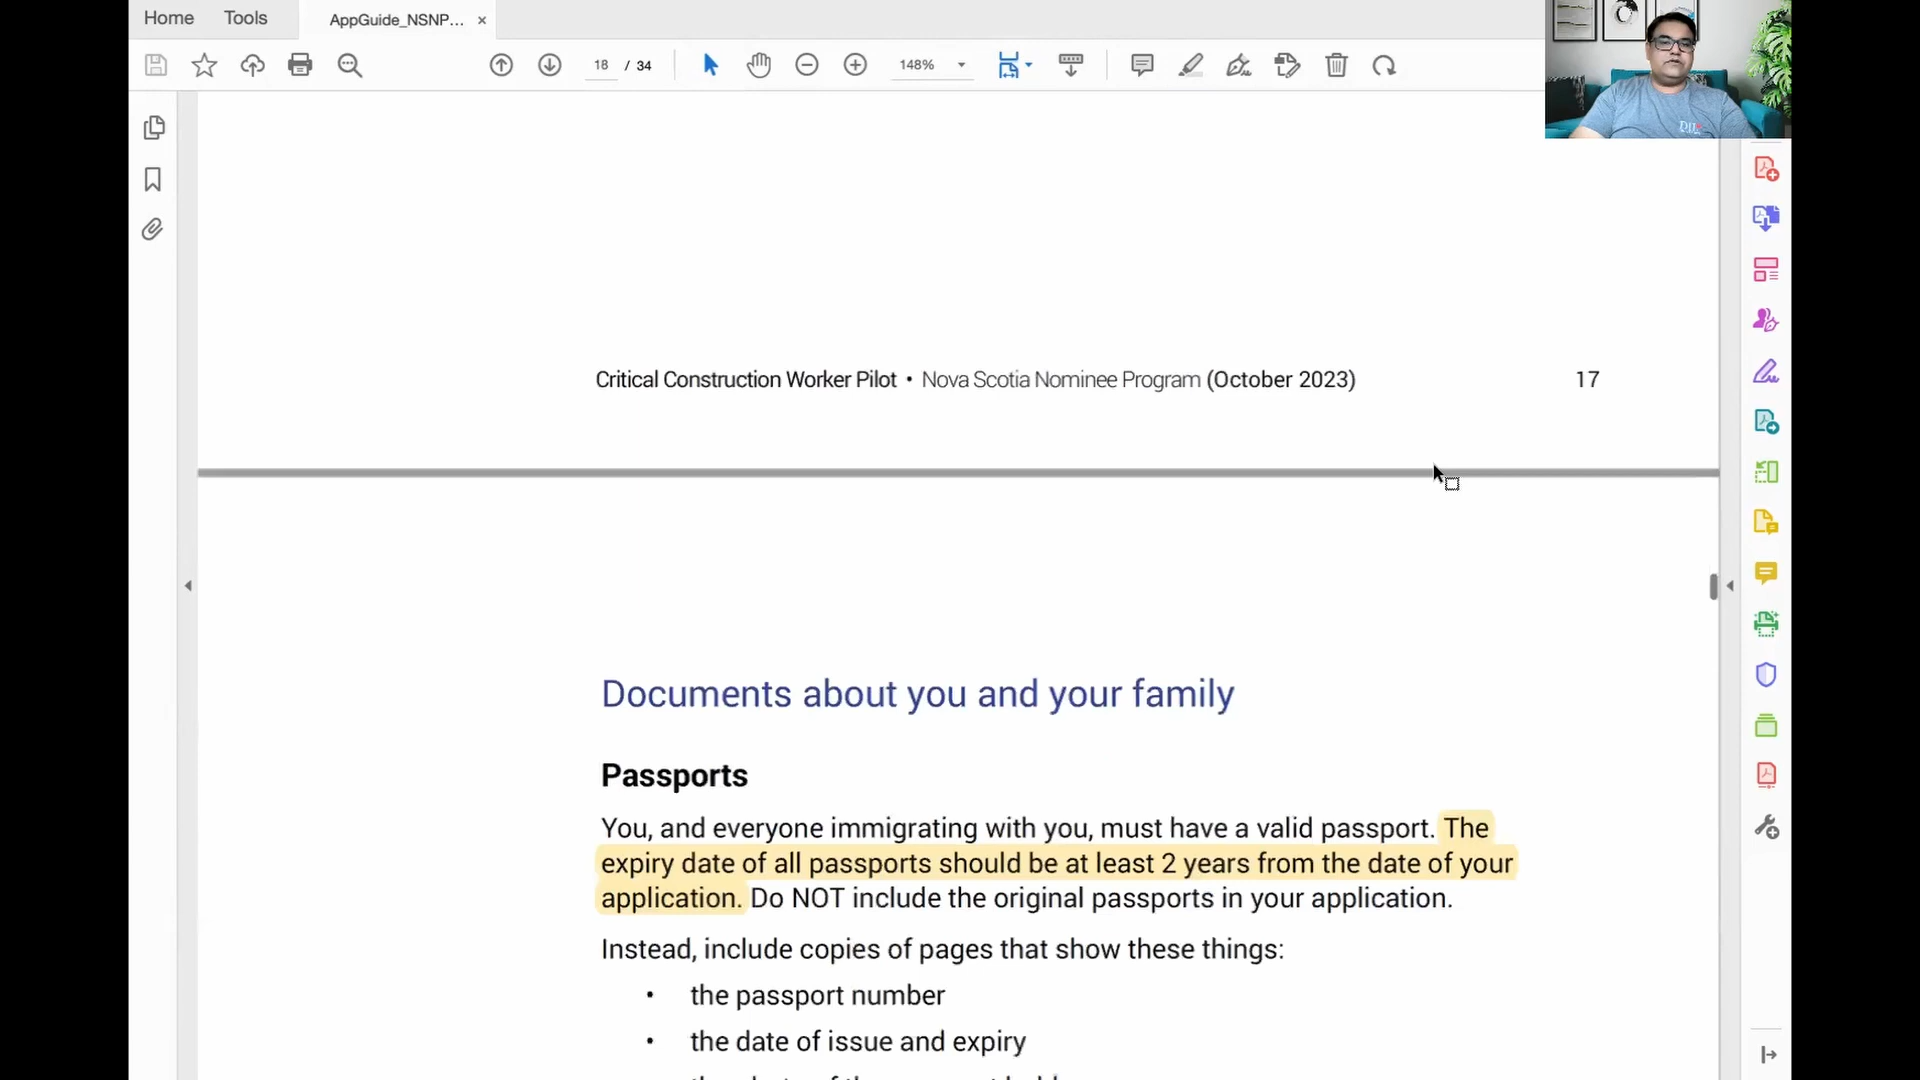 Home Tools AppGuide_NSNP... ×
18 / 34 148%
Critical Construction Worker Pilot • Nova Scotia Nominee Program (October 2023) 17
Documents about you and your family
Passports
You, and everyone immigrating with you, must have a valid passport. The
expiry date of all passports should be at least 2 years from the date of your
application. Do NOT include the original passports in your application.
Instead, include copies of pages that show these things:
• the passport number
• the date of issue and expiry